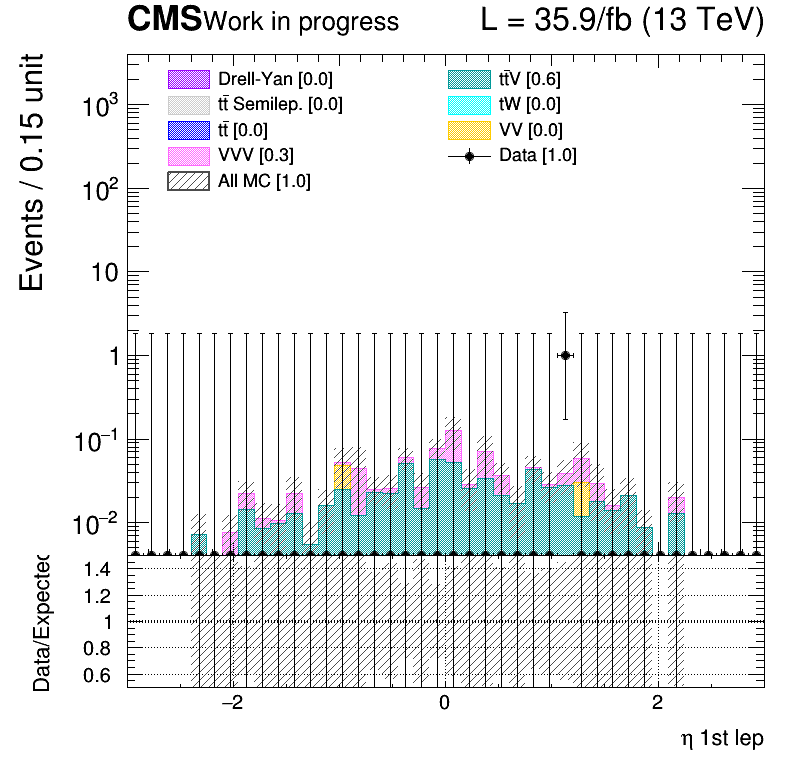 CMS Work in progress L = 35.9/fb (13 TeV)
Events / 0.15 unit
Drell-Yan [0.0]
tt̄ Semilep. [0.0]
tt̄ [0.0]
VVV [0.3]
All MC [1.0]
tt̄V [0.6]
tW [0.0]
VV [0.0]
Data [1.0]
10³
10²
10
1
10⁻¹
10⁻²
Data/Expected
1.4
1.2
1
0.8
0.6
−2 0 2
η 1st lep